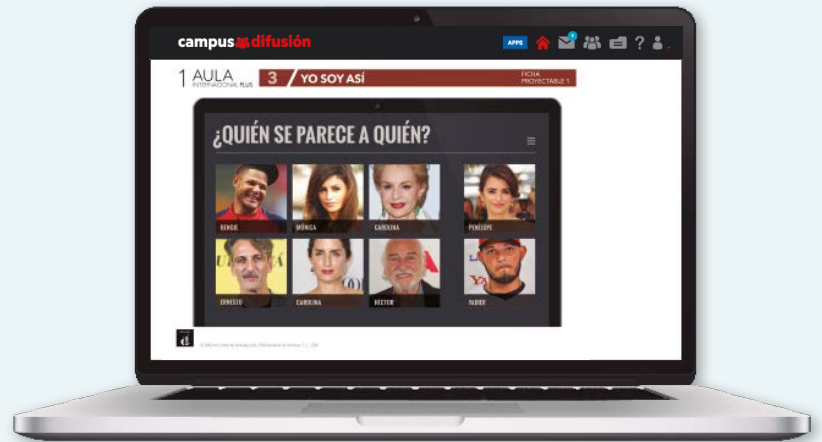 campus difusión
APPS
1 AULA
INTERNACIONAL PLUS
3 / YO SOY ASÍ
FICHA
PROYECTABLE 1
¿QUIÉN SE PARECE A QUIÉN?
BENGIE MÓNICA CAROLINA PENÉLOPE
ERNESTO CAROLINA HÉCTOR YADIER